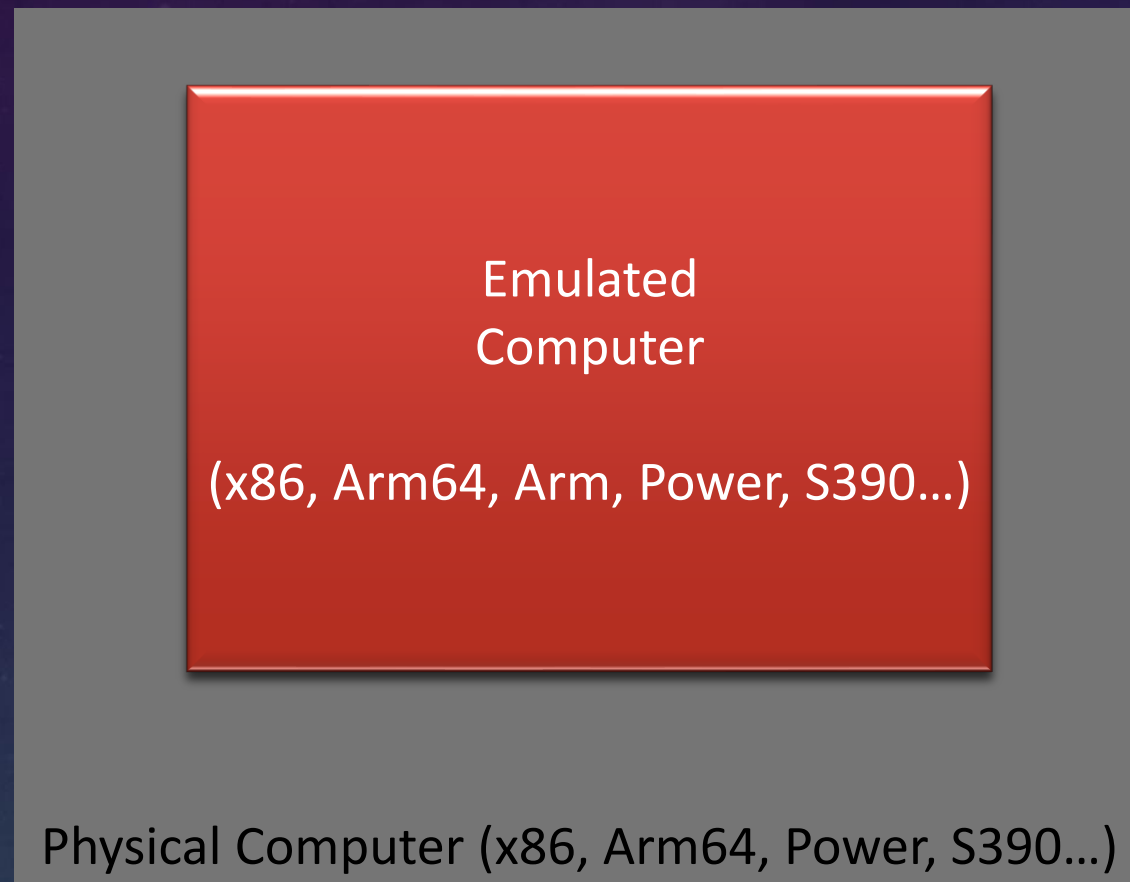 Emulated
Computer
(x86, Arm64, Arm, Power, S390…)
Physical Computer (x86, Arm64, Power, S390…)